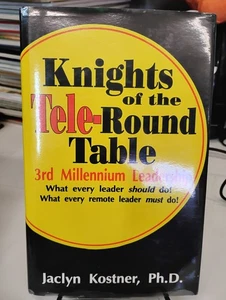 Knights
of the
Tele-Round
Table
3rd Millennium Leadership
What every leader should do!
What every remote leader must do!
Jaclyn Kostner, Ph.D.